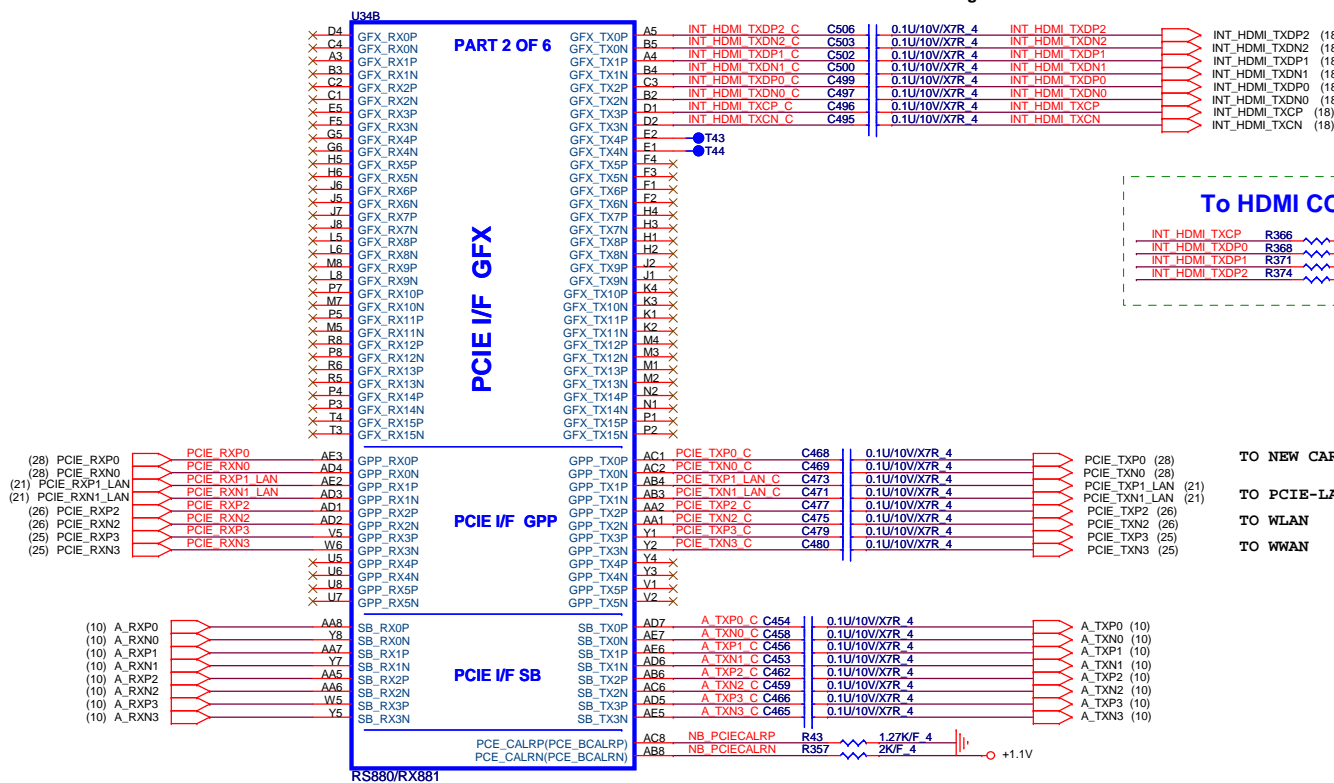 U34B
PART 2 OF 6
D4 GFX_RX0P GFX_TX0P A5 INT_HDMI_TXDP2_C C506 0.1U/10V/X7R_4 INT_HDMI_TXDP2 INT_HDMI_TXDP2
C4 GFX_RX0N GFX_TX0N B5 INT_HDMI_TXDN2_C C503 0.1U/10V/X7R_4 INT_HDMI_TXDN2 INT_HDMI_TXDN2
A3 GFX_RX1P GFX_TX1P A4 INT_HDMI_TXDP1_C C502 0.1U/10V/X7R_4 INT_HDMI_TXDP1 INT_HDMI_TXDP1
B3 GFX_RX1N GFX_TX1N B4 INT_HDMI_TXDN1_C C500 0.1U/10V/X7R_4 INT_HDMI_TXDN1 INT_HDMI_TXDN1
C2 GFX_RX2P GFX_TX2P C3 INT_HDMI_TXDP0_C C499 0.1U/10V/X7R_4 INT_HDMI_TXDP0 INT_HDMI_TXDP0
C1 GFX_RX2N GFX_TX2N B2 INT_HDMI_TXDN0_C C497 0.1U/10V/X7R_4 INT_HDMI_TXDN0 INT_HDMI_TXDN0
E5 GFX_RX3P GFX_TX3P D1 INT_HDMI_TXCP_C C496 0.1U/10V/X7R_4 INT_HDMI_TXCP INT_HDMI_TXCP (18)
F5 GFX_RX3N GFX_TX3N D2 INT_HDMI_TXCN_C C495 0.1U/10V/X7R_4 INT_HDMI_TXCN INT_HDMI_TXCN (18)
G5 GFX_RX4P GFX_TX4P E2 T43
G6 GFX_RX4N GFX_TX4N E1 T44
H5 GFX_RX5P GFX_TX5P F4
H6 GFX_RX5N GFX_TX5N F3
J6 GFX_RX6P GFX_TX6P F1
J5 GFX_RX6N GFX_TX6N F2
J7 GFX_RX7P GFX_TX7P H4
J8 GFX_RX7N GFX_TX7N H3
L5 GFX_RX8P GFX_TX8P H1
L6 GFX_RX8N GFX_TX8N H2
M8 GFX_RX9P GFX_TX9P J2
L8 GFX_RX9N GFX_TX9N J1
P7 GFX_RX10P GFX_TX10P K4
M7 GFX_RX10N GFX_TX10N K3
P5 GFX_RX11P GFX_TX11P K1
M5 GFX_RX11N GFX_TX11N K2
R8 GFX_RX12P GFX_TX12P M4
P8 GFX_RX12N GFX_TX12N M3
R6 GFX_RX13P GFX_TX13P M1
R5 GFX_RX13N GFX_TX13N M2
P4 GFX_RX14P GFX_TX14P N2
P3 GFX_RX14N GFX_TX14N N1
T4 GFX_RX15P GFX_TX15P P1
T3 GFX_RX15N GFX_TX15N P2
PCIE I/F GFX
To HDMI CO
INT_HDMI_TXCP R366
INT_HDMI_TXDP0 R368
INT_HDMI_TXDP1 R371
INT_HDMI_TXDP2 R374
(28) PCIE_RXP0 PCIE_RXP0 AE3 GPP_RX0P GPP_TX0P AC1 PCIE_TXP0_C C468 0.1U/10V/X7R_4 PCIE_TXP0 (28) TO NEW CAR
(28) PCIE_RXN0 PCIE_RXN0 AD4 GPP_RX0N GPP_TX0N AC2 PCIE_TXN0_C C469 0.1U/10V/X7R_4 PCIE_TXN0 (28)
(21) PCIE_RXP1_LAN PCIE_RXP1_LAN AE2 GPP_RX1P GPP_TX1P AB4 PCIE_TXP1_LAN_C C473 0.1U/10V/X7R_4 PCIE_TXP1_LAN (21)
(21) PCIE_RXN1_LAN PCIE_RXN1_LAN AD3 GPP_RX1N GPP_TX1N AB3 PCIE_TXN1_LAN_C C471 0.1U/10V/X7R_4 PCIE_TXN1_LAN (21) TO PCIE-LA
(26) PCIE_RXP2 PCIE_RXP2 AD1 GPP_RX2P GPP_TX2P AA2 PCIE_TXP2_C C477 0.1U/10V/X7R_4 PCIE_TXP2 (26)
(26) PCIE_RXN2 PCIE_RXN2 AD2 GPP_RX2N GPP_TX2N AA1 PCIE_TXN2_C C475 0.1U/10V/X7R_4 PCIE_TXN2 (26) TO WLAN
(25) PCIE_RXP3 PCIE_RXP3 V5 GPP_RX3P GPP_TX3P Y1 PCIE_TXP3_C C479 0.1U/10V/X7R_4 PCIE_TXP3 (25)
(25) PCIE_RXN3 PCIE_RXN3 W6 GPP_RX3N GPP_TX3N Y2 PCIE_TXN3_C C480 0.1U/10V/X7R_4 PCIE_TXN3 (25) TO WWAN
U5 GPP_RX4P GPP_TX4P Y4
U6 GPP_RX4N GPP_TX4N Y3
U8 GPP_RX5P GPP_TX5P V1
U7 GPP_RX5N GPP_TX5N V2
PCIE I/F GPP
(10) A_RXP0 AA8 SB_RX0P SB_TX0P AD7 A_TXP0_C C454 0.1U/10V/X7R_4 A_TXP0 (10)
(10) A_RXN0 Y8 SB_RX0N SB_TX0N AE7 A_TXN0_C C458 0.1U/10V/X7R_4 A_TXN0 (10)
(10) A_RXP1 AA7 SB_RX1P SB_TX1P AE6 A_TXP1_C C456 0.1U/10V/X7R_4 A_TXP1 (10)
(10) A_RXN1 Y7 SB_RX1N SB_TX1N AD6 A_TXN1_C C453 0.1U/10V/X7R_4 A_TXN1 (10)
(10) A_RXP2 AA5 SB_RX2P SB_TX2P AB6 A_TXP2_C C462 0.1U/10V/X7R_4 A_TXP2 (10)
(10) A_RXN2 AA6 SB_RX2N SB_TX2N AC6 A_TXN2_C C459 0.1U/10V/X7R_4 A_TXN2 (10)
(10) A_RXP3 W5 SB_RX3P SB_TX3P AD5 A_TXP3_C C466 0.1U/10V/X7R_4 A_TXP3 (10)
(10) A_RXN3 Y5 SB_RX3N SB_TX3N AE5 A_TXN3_C C465 0.1U/10V/X7R_4 A_TXN3 (10)
PCIE I/F SB
PCE_CALRP(PCE_BCALRP) AC8 NB_PCIECALRP R43 1.27K/F_4
PCE_CALRN(PCE_BCALRN) AB8 NB_PCIECALRN R357 2K/F_4 +1.1V
RS880/RX881